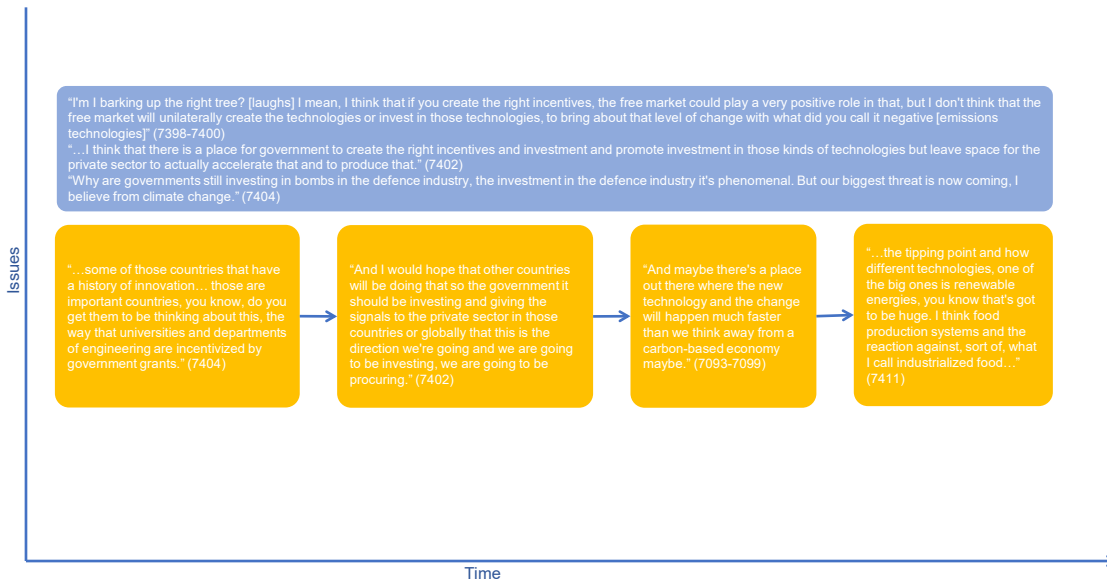 “I'm I barking up the right tree? [laughs] I mean, I think that if you create the right incentives, the free market could play a very positive role in that, but I don't think that the
free market will unilaterally create the technologies or invest in those technologies, to bring about that level of change with what did you call it negative [emissions
technologies]” (7398-7400)
“…I think that there is a place for government to create the right incentives and investment and promote investment in those kinds of technologies but leave space for the
private sector to actually accelerate that and to produce that.” (7402)
“Why are governments still investing in bombs in the defence industry, the investment in the defence industry it's phenomenal. But our biggest threat is now coming, I
believe from climate change.” (7404)
Issues
“…some of those countries that have
a history of innovation… those are
important countries, you know, do you
get them to be thinking about this, the
way that universities and departments
of engineering are incentivized by
government grants.” (7404)
“And I would hope that other countries
will be doing that so the government it
should be investing and giving the
signals to the private sector in those
countries or globally that this is the
direction we're going and we are going
to be investing, we are going to be
procuring.” (7402)
“And maybe there's a place
out there where the new
technology and the change
will happen much faster
than we think away from a
carbon-based economy
maybe.” (7093-7099)
“…the tipping point and how
different technologies, one of
the big ones is renewable
energies, you know that's got
to be huge. I think food
production systems and the
reaction against, sort of, what
I call industrialized food…”
(7411)
Time